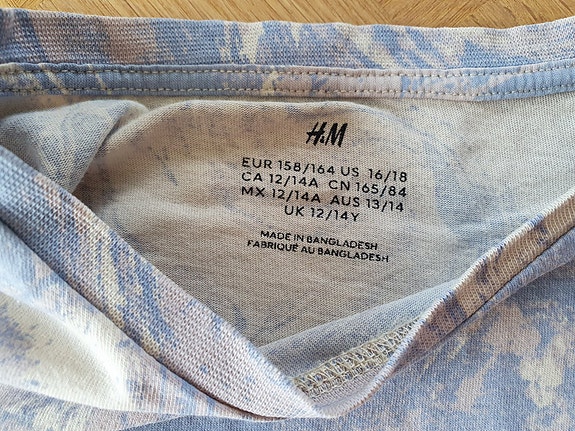 H&M
EUR 158/164 US 16/18
CA 12/14A CN 165/84
MX 12/14A AUS 13/14
UK 12/14Y
MADE IN BANGLADESH
FABRIQUÉ AU BANGLADESH